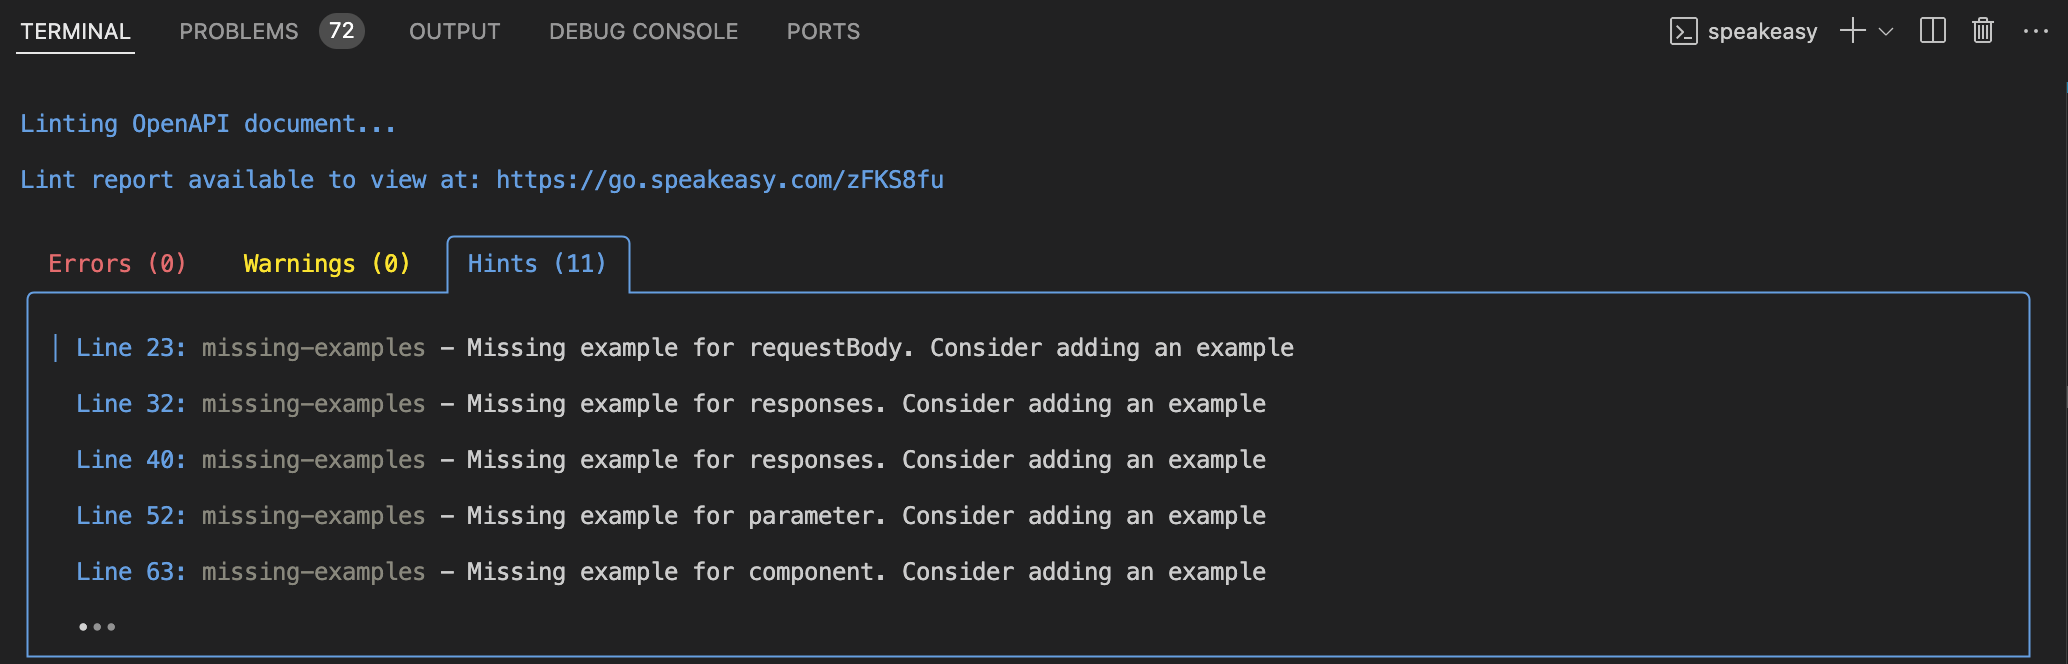 TERMINAL PROBLEMS 72 OUTPUT DEBUG CONSOLE PORTS speakeasy
Linting OpenAPI document...
Lint report available to view at: https://go.speakeasy.com/zFKS8fu
Errors (0) Warnings (0) Hints (11)
Line 23: missing-examples - Missing example for requestBody. Consider adding an example
Line 32: missing-examples - Missing example for responses. Consider adding an example
Line 40: missing-examples - Missing example for responses. Consider adding an example
Line 52: missing-examples - Missing example for parameter. Consider adding an example
Line 63: missing-examples - Missing example for component. Consider adding an example